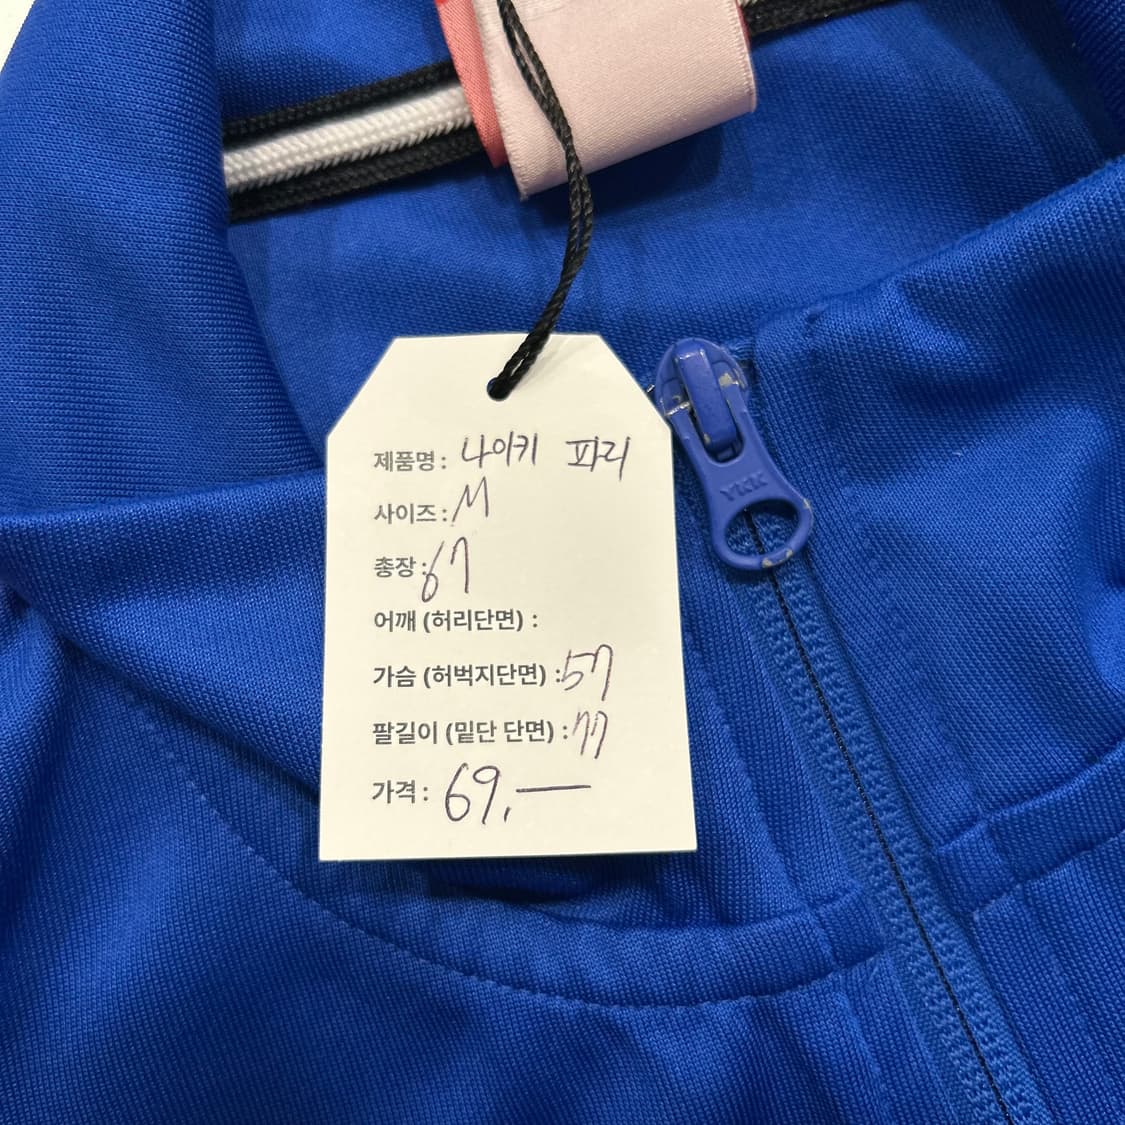 제품명 : 나이키 파리
사이즈 : M
총장 : 67
어깨 (허리단면) :
가슴 (허벅지단면) : 57
팔길이 (밑단 단면) : 77
가격 : 69,—
YKK